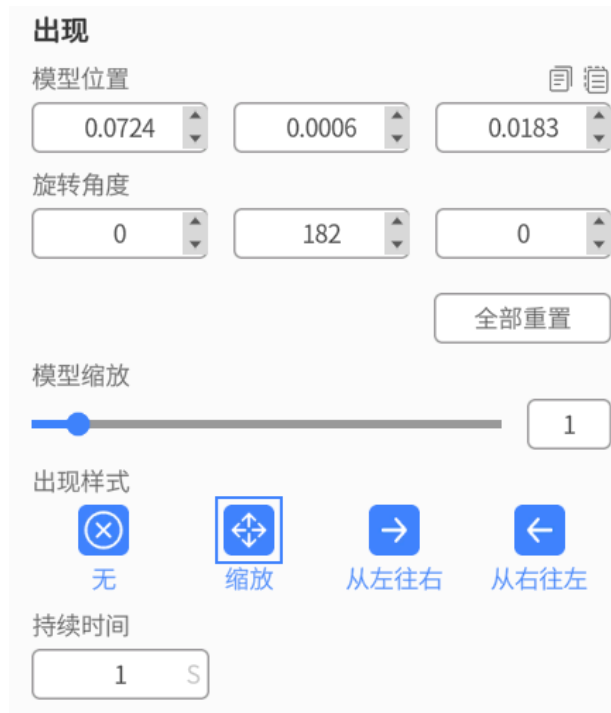 出现
模型位置
0.0724 0.0006 0.0183
旋转角度
0 182 0
全部重置
模型缩放
1
出现样式
无 缩放 从左往右 从右往左
持续时间
1 S